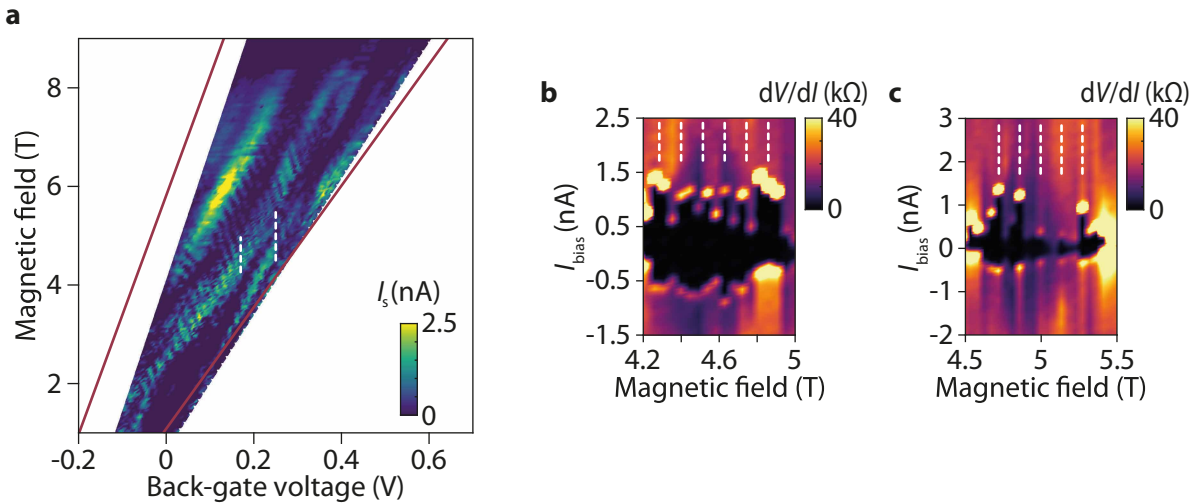 a
Magnetic field (T)
8
6
4
2
-0.2
0
0.2
0.4
0.6
Back-gate voltage (V)
Is(nA)
2.5
0
b
dV/dI (kΩ)
40
0
2.5
1.5
0.5
-0.5
-1.5
Ibias (nA)
4.2
4.6
5
Magnetic field (T)
c
dV/dI (kΩ)
40
0
3
2
1
0
-1
-2
Ibias (nA)
4.5
5
5.5
Magnetic field (T)